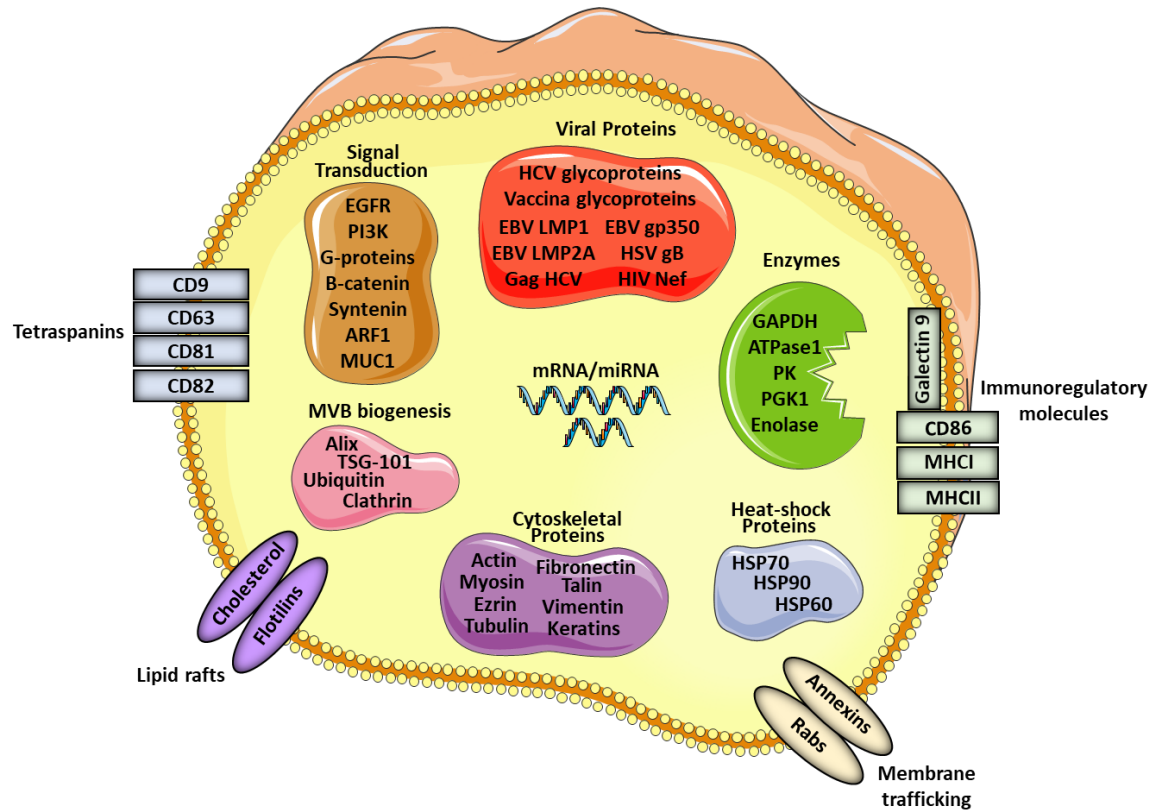 Viral Proteins
HCV glycoproteins
Vaccina glycoproteins
EBV LMP1 EBV gp350
EBV LMP2A HSV gB
Gag HCV HIV Nef
Signal
Transduction
EGFR
PI3K
G-proteins
B-catenin
Syntenin
ARF1
MUC1
Enzymes
GAPDH
ATPase1
PK
PGK1
Enolase
Tetraspanins
CD9
CD63
CD81
CD82
mRNA/miRNA
Galectin 9
CD86
MHCI
MHCII
Immunoregulatory
molecules
MVB biogenesis
Alix
TSG-101
Ubiquitin
Clathrin
Cytoskeletal
Proteins
Actin Fibronectin
Myosin Talin
Ezrin Vimentin
Tubulin Keratins
Heat-shock
Proteins
HSP70
HSP90
HSP60
Cholesterol
Flotilins
Lipid rafts
Annexins
Rabs
Membrane
trafficking